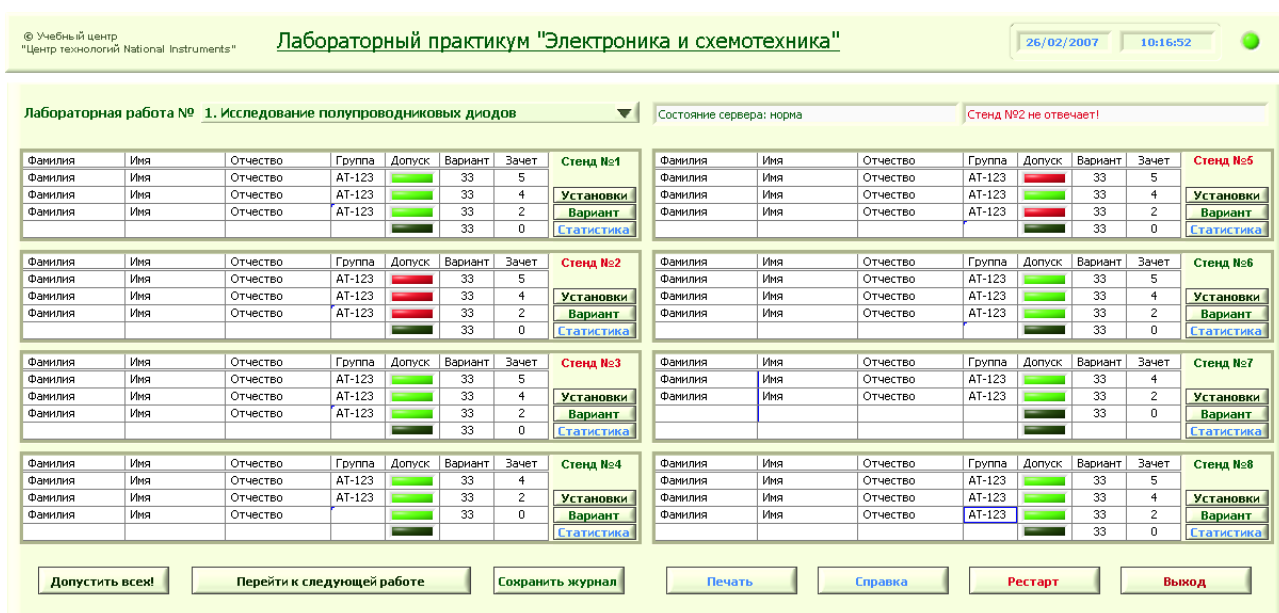 © Учебный центр
"Центр технологий National Instruments"
Лабораторный практикум "Электроника и схемотехника"
26/02/2007 10:16:52
Лабораторная работа № 1. Исследование полупроводниковых диодов
Состояние сервера: норма
Стенд №2 не отвечает!
Фамилия Имя Отчество Группа Допуск Вариант Зачет Стенд №1
Фамилия Имя Отчество АТ-123 33 5
Фамилия Имя Отчество АТ-123 33 4 Установки
Фамилия Имя Отчество АТ-123 33 2 Вариант
33 0 Статистика
Фамилия Имя Отчество Группа Допуск Вариант Зачет Стенд №5
Фамилия Имя Отчество АТ-123 33 5
Фамилия Имя Отчество АТ-123 33 4 Установки
Фамилия Имя Отчество АТ-123 33 2 Вариант
33 0 Статистика
Фамилия Имя Отчество Группа Допуск Вариант Зачет Стенд №2
Фамилия Имя Отчество АТ-123 33 5
Фамилия Имя Отчество АТ-123 33 4 Установки
Фамилия Имя Отчество АТ-123 33 2 Вариант
33 0 Статистика
Фамилия Имя Отчество Группа Допуск Вариант Зачет Стенд №6
Фамилия Имя Отчество АТ-123 33 5
Фамилия Имя Отчество АТ-123 33 4 Установки
Фамилия Имя Отчество АТ-123 33 2 Вариант
33 0 Статистика
Фамилия Имя Отчество Группа Допуск Вариант Зачет Стенд №3
Фамилия Имя Отчество АТ-123 33 5
Фамилия Имя Отчество АТ-123 33 4 Установки
Фамилия Имя Отчество АТ-123 33 2 Вариант
33 0 Статистика
Фамилия Имя Отчество Группа Допуск Вариант Зачет Стенд №7
Фамилия Имя Отчество АТ-123 33 4
Фамилия Имя Отчество АТ-123 33 2 Установки
33 0 Вариант
Статистика
Фамилия Имя Отчество Группа Допуск Вариант Зачет Стенд №4
Фамилия Имя Отчество АТ-123 33 4
Фамилия Имя Отчество АТ-123 33 2 Установки
Фамилия Имя Отчество 33 0 Вариант
Статистика
Фамилия Имя Отчество Группа Допуск Вариант Зачет Стенд №8
Фамилия Имя Отчество АТ-123 33 5
Фамилия Имя Отчество АТ-123 33 4 Установки
Фамилия Имя Отчество АТ-123 33 2 Вариант
33 0 Статистика
Допустить всех! Перейти к следующей работе Сохранить журнал Печать Справка Рестарт Выход